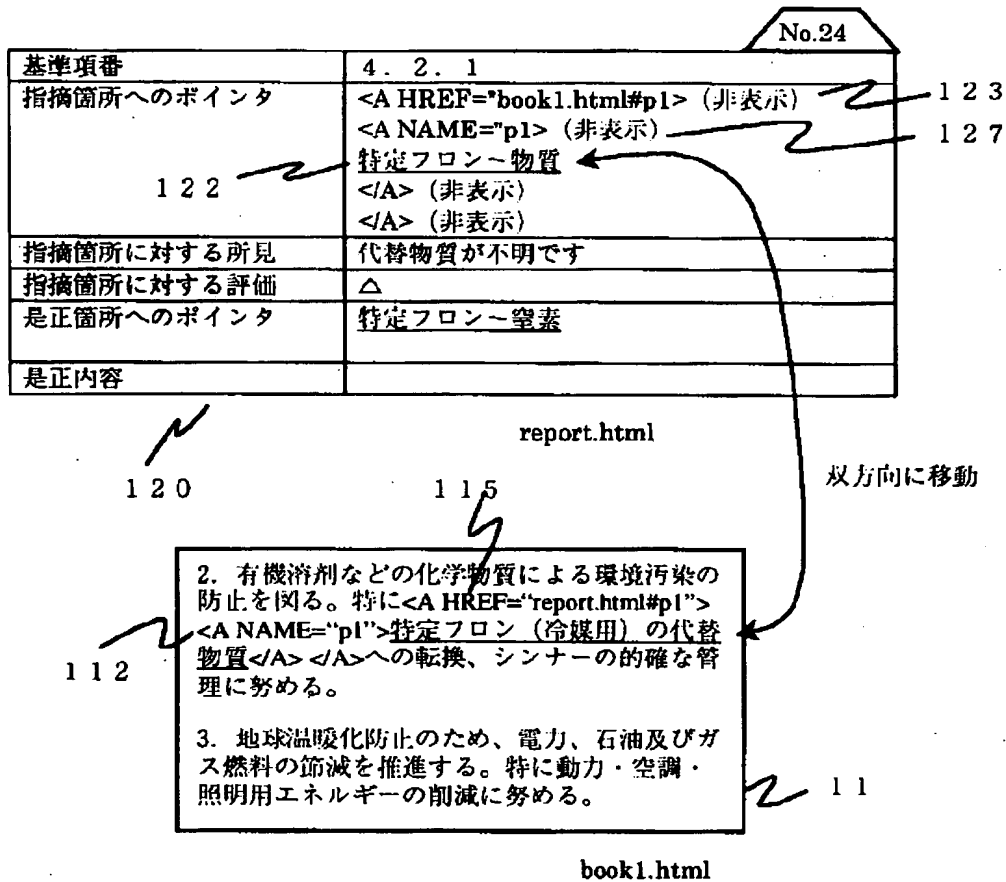 No.24
基準項番 4. 2. 1
指摘箇所へのポインタ <A HREF="book1.html#p1>（非表示）
123
<A NAME="p1>（非表示）
127
特定フロン～物質
122
</A>（非表示）
</A>（非表示）
指摘箇所に対する所見 代替物質が不明です
指摘箇所に対する評価 △
是正箇所へのポインタ 特定フロン～窒素
是正内容
report.html
120
双方向に移動
115
2. 有機溶剤などの化学物質による環境汚染の
防止を図る。特に<A HREF="report.html#p1">
<A NAME="p1">特定フロン（冷媒用）の代替
物質</A> </A>への転換、シンナーの的確な管
理に努める。
112
3. 地球温暖化防止のため、電力、石油及びガ
ス燃料の節減を推進する。特に動力・空調・
照明用エネルギーの削減に努める。
11
book1.html